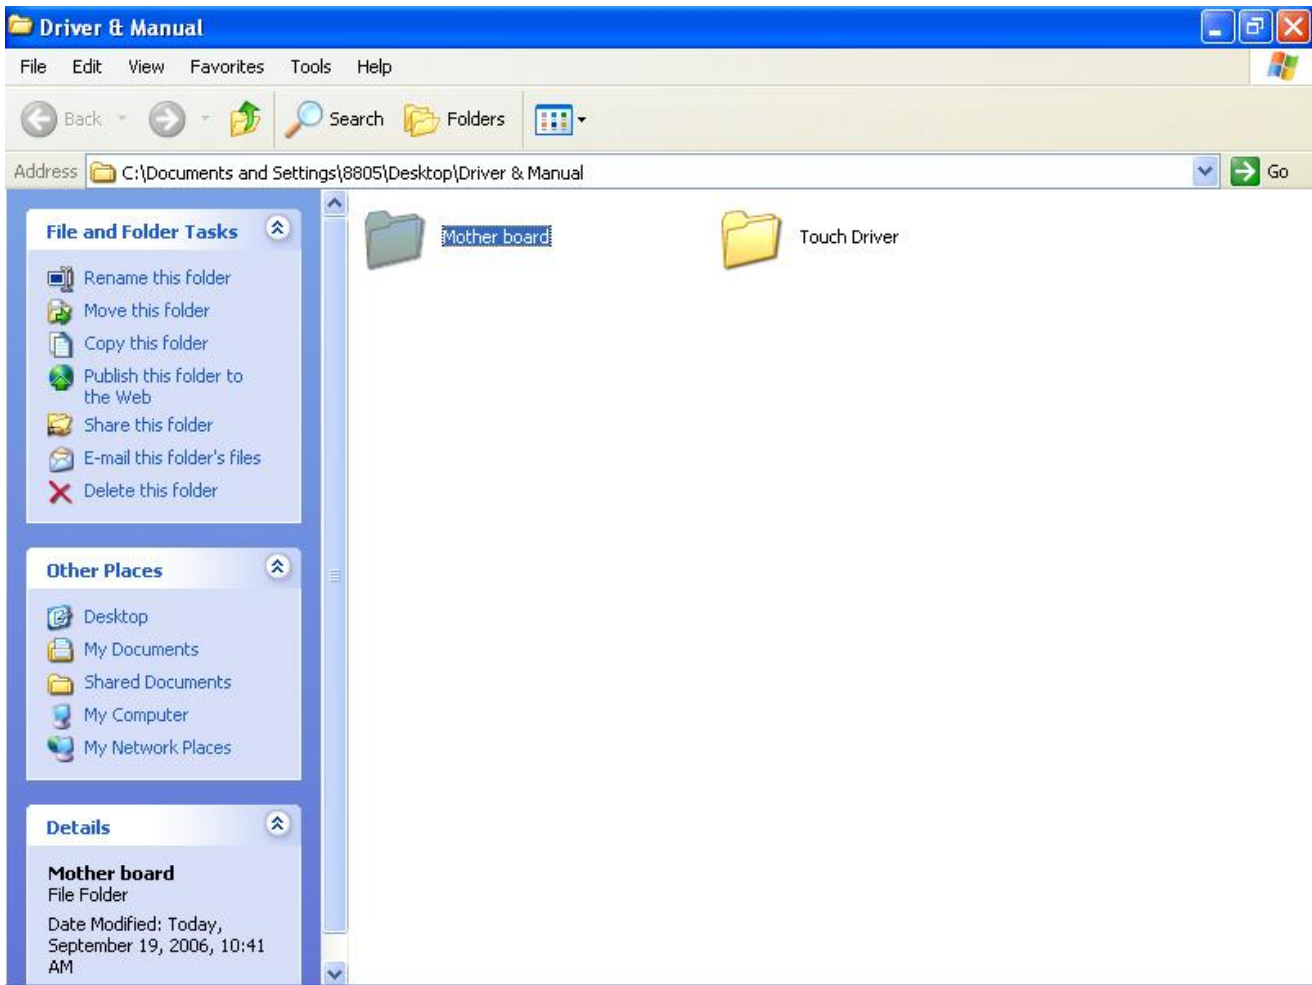 Driver & Manual
File Edit View Favorites Tools Help
Back Search Folders
Address C:\Documents and Settings\8805\Desktop\Driver & Manual Go
File and Folder Tasks
Rename this folder
Move this folder
Copy this folder
Publish this folder to
the Web
Share this folder
E-mail this folder's files
Delete this folder
Other Places
Desktop
My Documents
Shared Documents
My Computer
My Network Places
Details
Mother board
File Folder
Date Modified: Today,
September 19, 2006, 10:41
AM
Mother board
Touch Driver